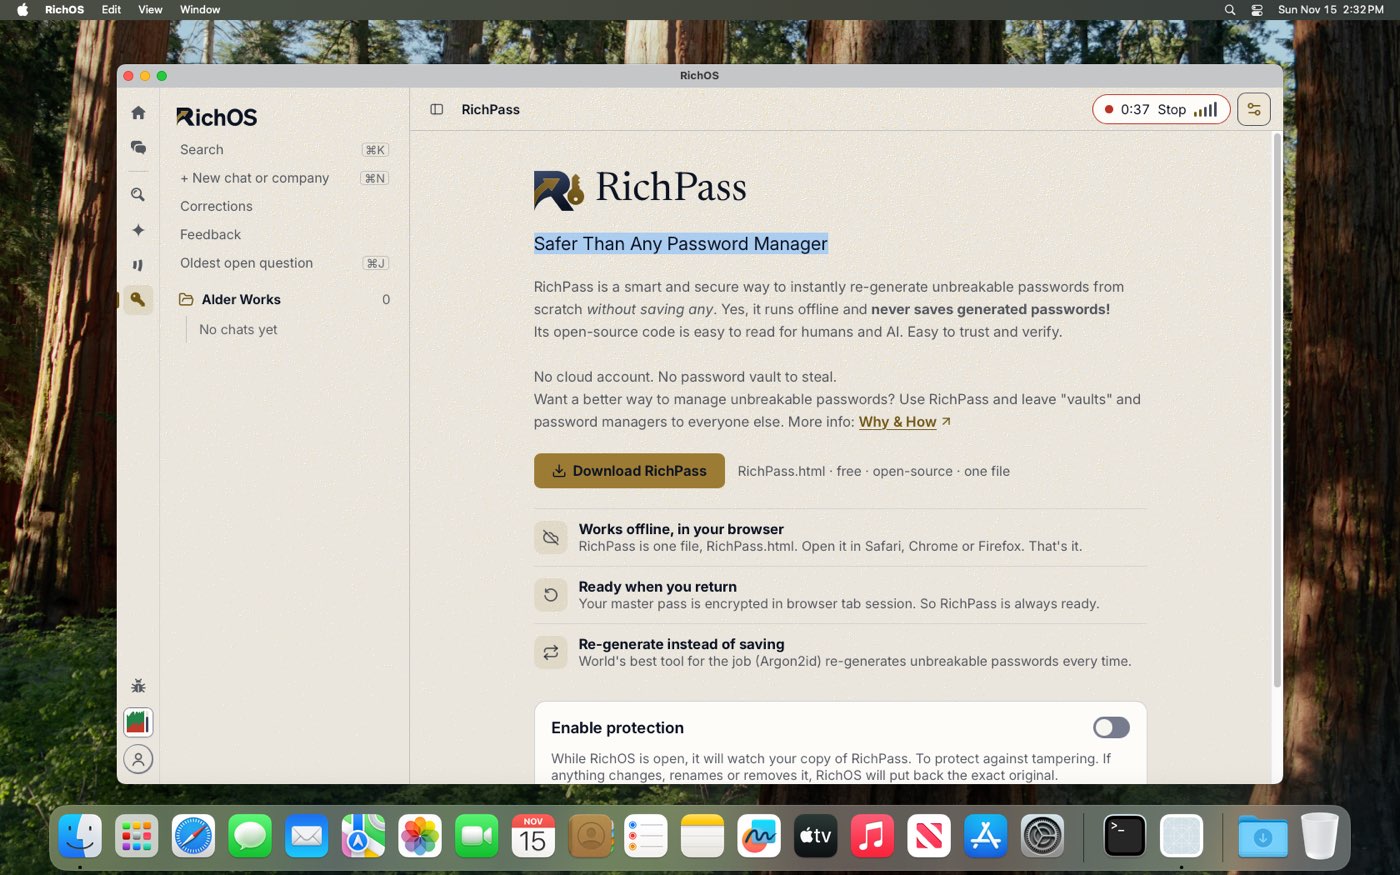 RichOS Edit View Window
Sun Nov 15 2:32 PM
RichOS
RichOS
Search ⌘K
+ New chat or company ⌘N
Corrections
Feedback
Oldest open question ⌘J
Alder Works 0
No chats yet
RichPass
0:37 Stop
RichPass
Safer Than Any Password Manager
RichPass is a smart and secure way to instantly re-generate unbreakable passwords from
scratch without saving any. Yes, it runs offline and never saves generated passwords!
Its open-source code is easy to read for humans and AI. Easy to trust and verify.
No cloud account. No password vault to steal.
Want a better way to manage unbreakable passwords? Use RichPass and leave "vaults" and
password managers to everyone else. More info: Why & How ↗
Download RichPass
RichPass.html · free · open-source · one file
Works offline, in your browser
RichPass is one file, RichPass.html. Open it in Safari, Chrome or Firefox. That's it.
Ready when you return
Your master pass is encrypted in browser tab session. So RichPass is always ready.
Re-generate instead of saving
World's best tool for the job (Argon2id) re-generates unbreakable passwords every time.
Enable protection
While RichOS is open, it will watch your copy of RichPass. To protect against tampering. If
anything changes, renames or removes it, RichOS will put back the exact original.
NOV
15
tv
>_